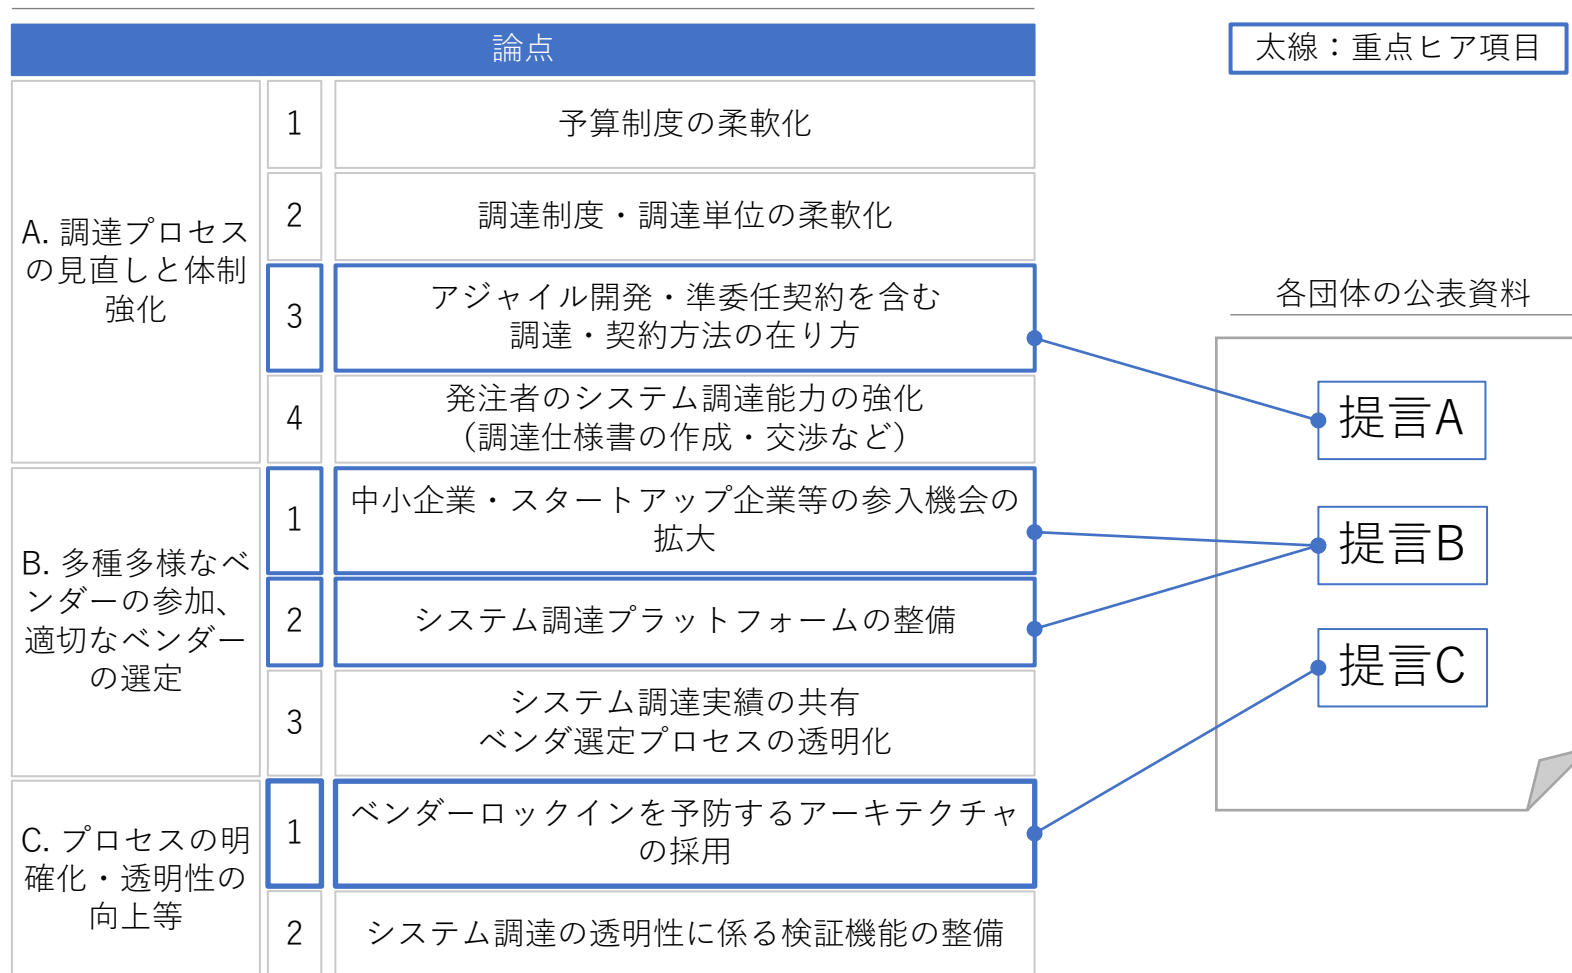 論点
太線：重点ヒア項目
A. 調達プロセス
の見直しと体制
強化
1
予算制度の柔軟化
2
調達制度・調達単位の柔軟化
3
アジャイル開発・準委任契約を含む
調達・契約方法の在り方
4
発注者のシステム調達能力の強化
（調達仕様書の作成・交渉など）
B. 多種多様なベ
ンダーの参加、
適切なベンダー
の選定
1
中小企業・スタートアップ企業等の参入機会の
拡大
2
システム調達プラットフォームの整備
3
システム調達実績の共有
ベンダ選定プロセスの透明化
C. プロセスの明
確化・透明性の
向上等
1
ベンダーロックインを予防するアーキテクチャ
の採用
2
システム調達の透明性に係る検証機能の整備
各団体の公表資料
提言A
提言B
提言C